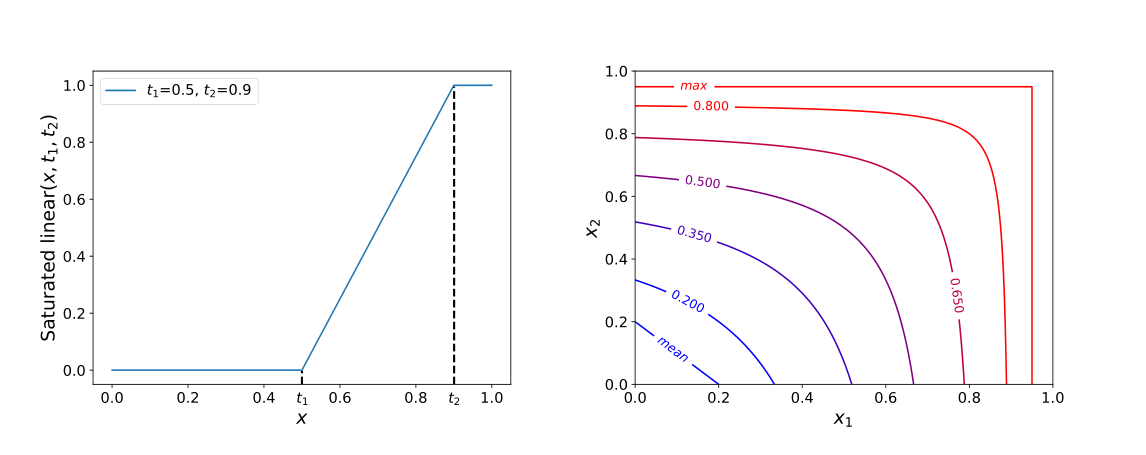 Saturated linear(x, t₁, t₂)
1.0
0.8
0.6
0.4
0.2
0.0
t₁=0.5, t₂=0.9
0.0 0.2 0.4 t₁ 0.6 0.8 t₂ 1.0
x
x₂
1.0
0.8
0.6
0.4
0.2
0.0
max
0.800
0.500
0.350
0.650
0.200
mean
0.0 0.2 0.4 0.6 0.8 1.0
x₁